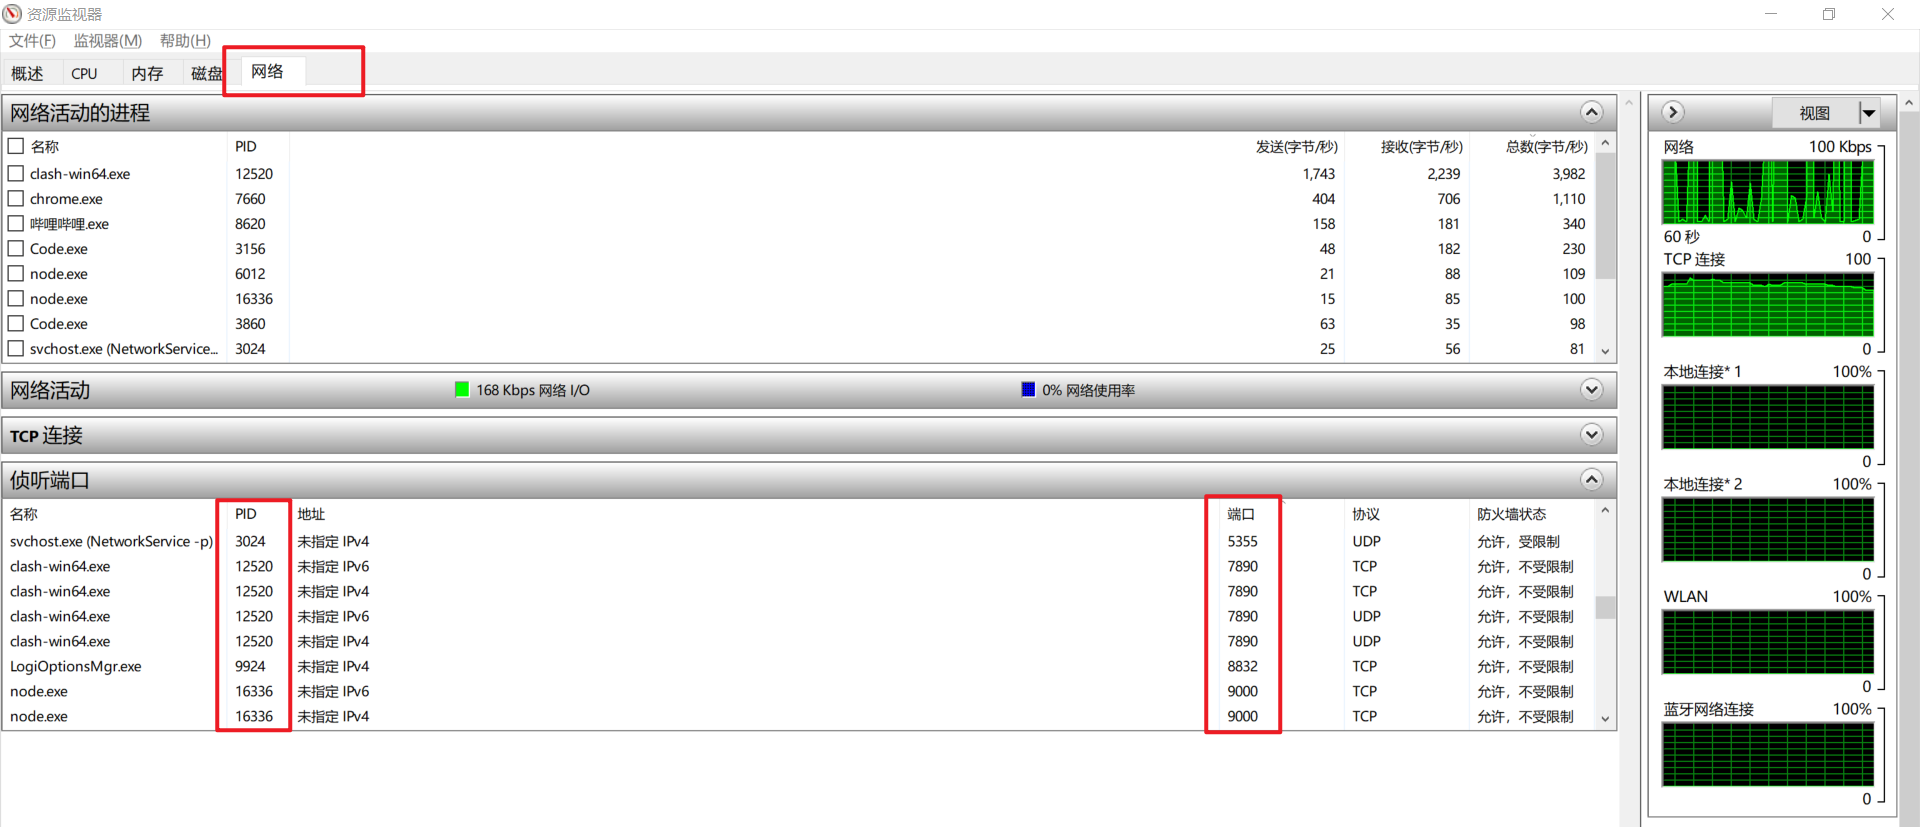 资源监视器
文件(F) 监视器(M) 帮助(H)
概述 CPU 内存 磁盘 网络
网络活动的进程
名称 PID 发送(字节/秒) 接收(字节/秒) 总数(字节/秒)
clash-win64.exe 12520 1,743 2,239 3,982
chrome.exe 7660 404 706 1,110
哔哩哔哩.exe 8620 158 181 340
Code.exe 3156 48 182 230
node.exe 6012 21 88 109
node.exe 16336 15 85 100
Code.exe 3860 63 35 98
svchost.exe (NetworkService... 3024 25 56 81
网络活动 168 Kbps 网络 I/O 0% 网络使用率
TCP 连接
侦听端口
名称 PID 地址 端口 协议 防火墙状态
svchost.exe (NetworkService -p) 3024 未指定 IPv4 5355 UDP 允许，受限制
clash-win64.exe 12520 未指定 IPv6 7890 TCP 允许，不受限制
clash-win64.exe 12520 未指定 IPv4 7890 TCP 允许，不受限制
clash-win64.exe 12520 未指定 IPv6 7890 UDP 允许，不受限制
clash-win64.exe 12520 未指定 IPv4 7890 UDP 允许，不受限制
LogiOptionsMgr.exe 9924 未指定 IPv4 8832 TCP 允许，不受限制
node.exe 16336 未指定 IPv6 9000 TCP 允许，不受限制
node.exe 16336 未指定 IPv4 9000 TCP 允许，不受限制
视图
网络 100 Kbps
60 秒 0
TCP 连接 100
0
本地连接* 1 100%
0
本地连接* 2 100%
0
WLAN 100%
0
蓝牙网络连接 100%
0